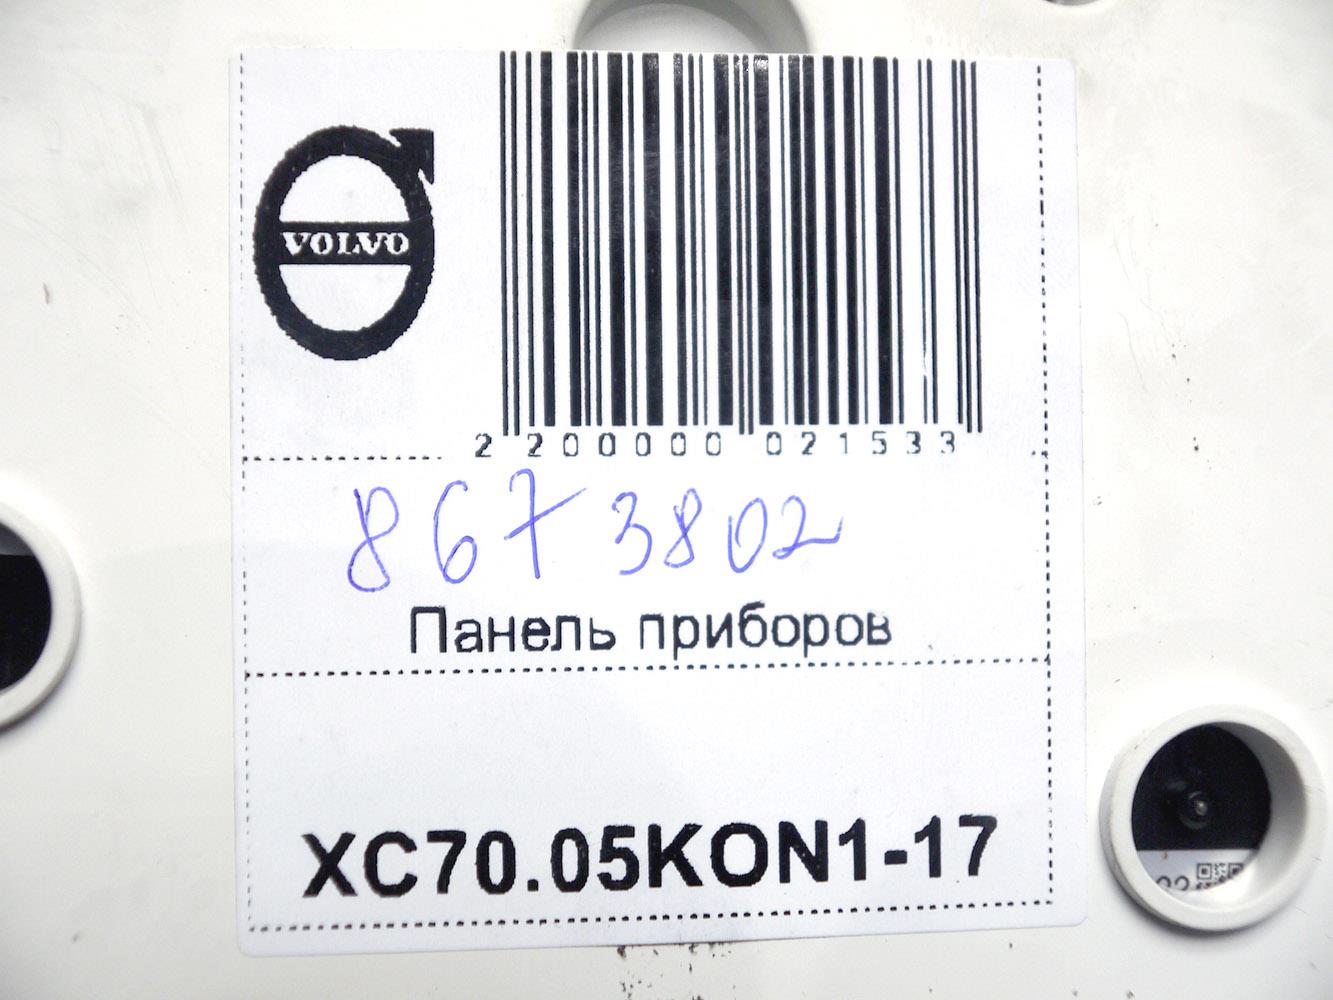 VOLVO
2 200000 021533
8673802
Панель приборов
XC70.05KON1-17